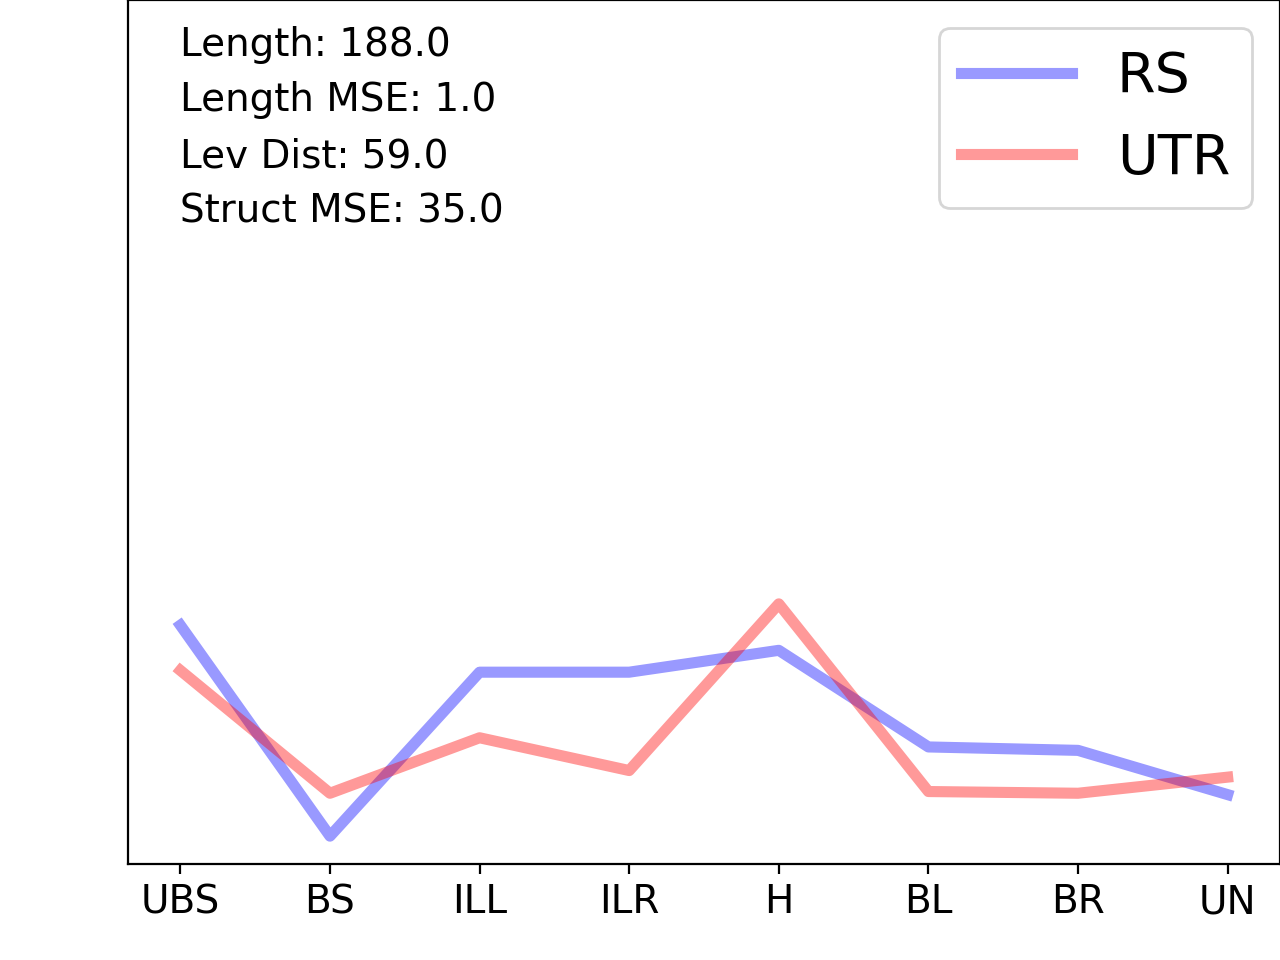 Length: 188.0
Length MSE: 1.0
Lev Dist: 59.0
Struct MSE: 35.0
RS
UTR
UBS BS ILL ILR H BL BR UN